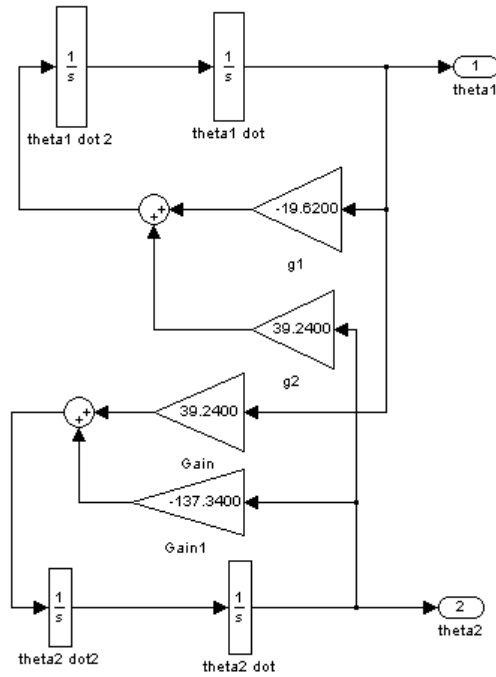 1
s
theta1 dot 2
1
s
theta1 dot
1
theta1
+
+
-19.6200
g1
39.2400
g2
+
+
39.2400
Gain
-137.3400
Gain1
1
s
theta2 dot2
1
s
theta2 dot
2
theta2